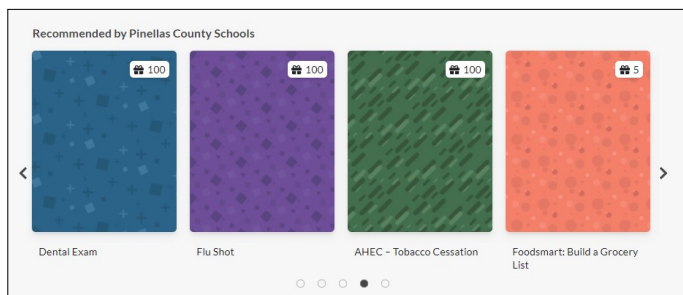 Recommended by Pinellas County Schools
100
100
100
5
Dental Exam
Flu Shot
AHEC – Tobacco Cessation
Foodsmart: Build a Grocery
List